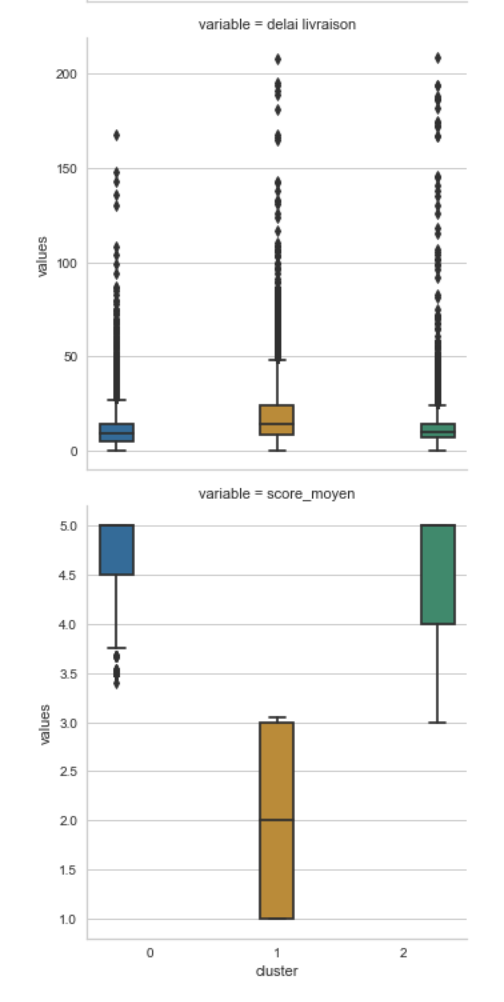 variable = delai livraison
200
150
100
50
0
values
variable = score_moyen
5.0
4.5
4.0
3.5
3.0
2.5
2.0
1.5
1.0
values
0 1 2
cluster